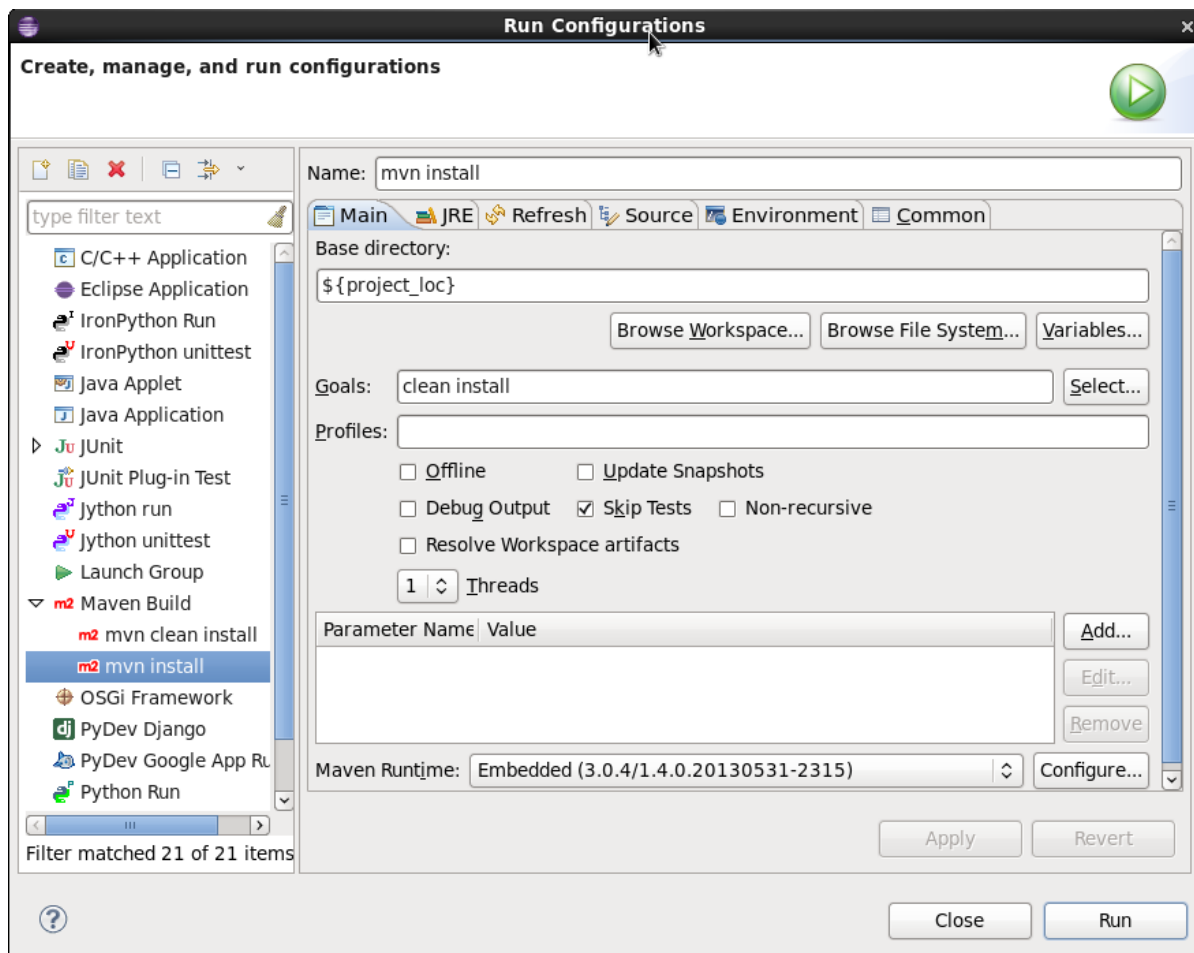 Run Configurations
Create, manage, and run configurations
type filter text
C/C++ Application
Eclipse Application
IronPython Run
IronPython unittest
Java Applet
Java Application
JUnit
JUnit Plug-in Test
Jython run
Jython unittest
Launch Group
Maven Build
mvn clean install
mvn install
OSGi Framework
PyDev Django
PyDev Google App Ru
Python Run
Filter matched 21 of 21 items
Name: mvn install
Main JRE Refresh Source Environment Common
Base directory:
${project_loc}
Browse Workspace... Browse File System... Variables...
Goals: clean install Select...
Profiles:
Offline Update Snapshots
Debug Output Skip Tests Non-recursive
Resolve Workspace artifacts
1 Threads
Parameter Name Value Add...
Edit...
Remove
Maven Runtime: Embedded (3.0.4/1.4.0.20130531-2315) Configure...
Apply Revert
Close Run